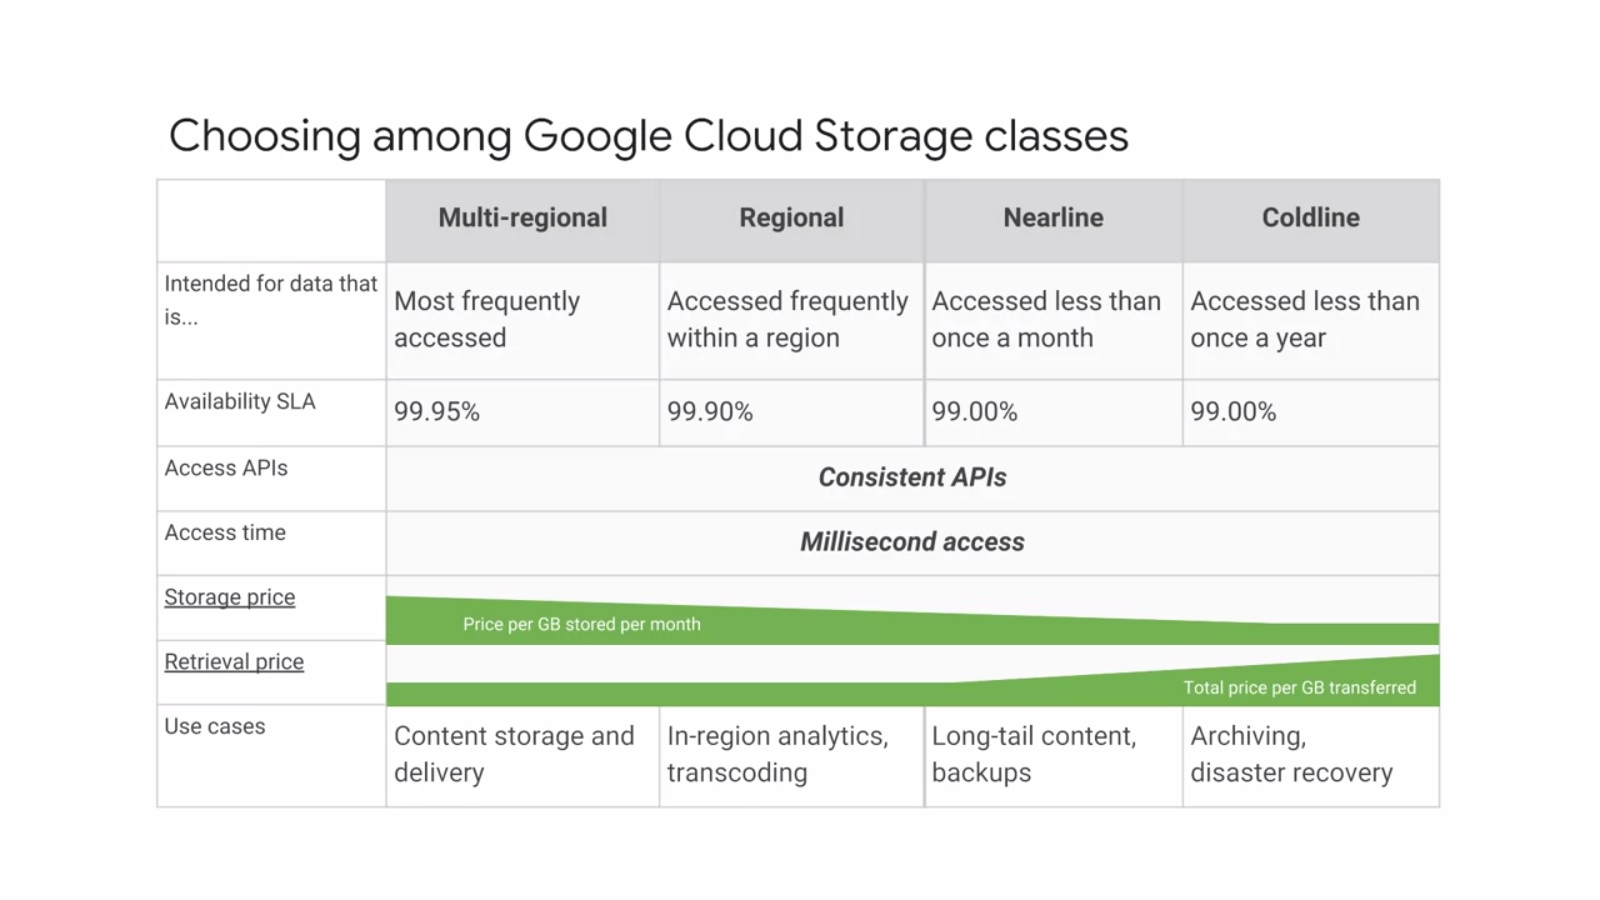 Choosing among Google Cloud Storage classes
Multi-regional
Regional
Nearline
Coldline
Intended for data that
is...
Most frequently
accessed
Accessed frequently
within a region
Accessed less than
once a month
Accessed less than
once a year
Availability SLA
99.95%
99.90%
99.00%
99.00%
Access APIs
Consistent APIs
Access time
Millisecond access
Storage price
Price per GB stored per month
Retrieval price
Total price per GB transferred
Use cases
Content storage and
delivery
In-region analytics,
transcoding
Long-tail content,
backups
Archiving,
disaster recovery